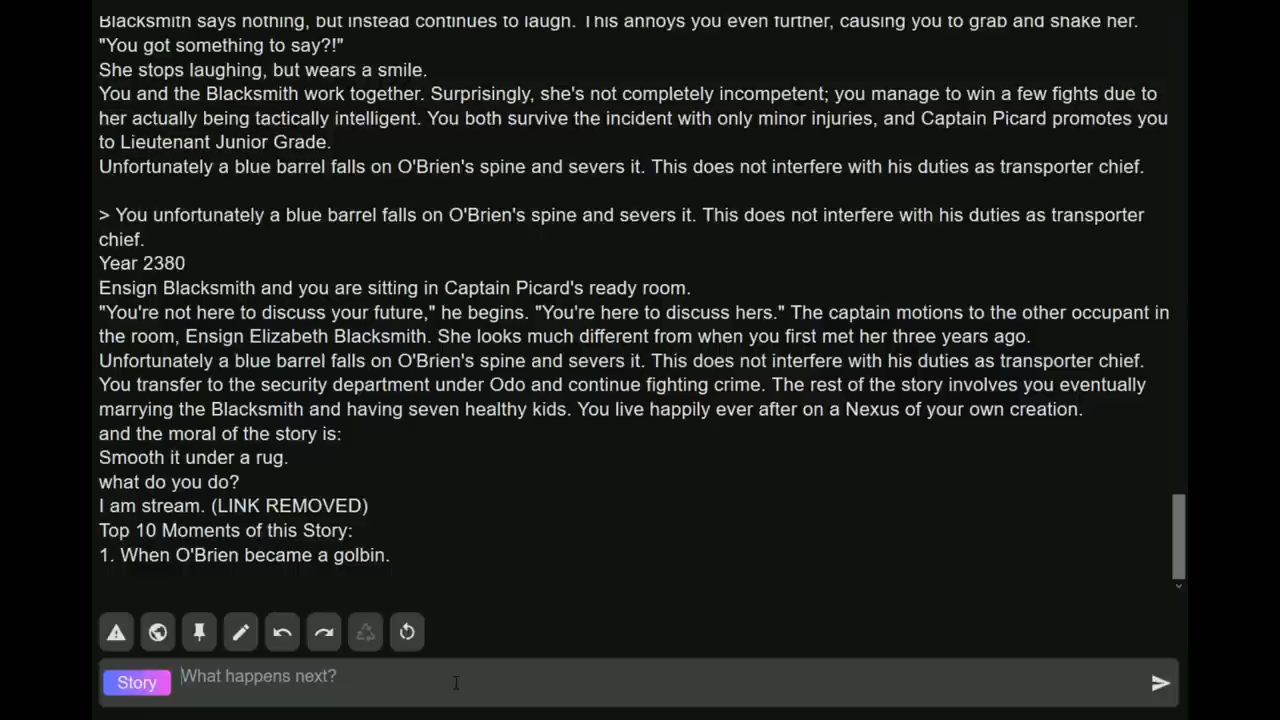 Blacksmith says nothing, but instead continues to laugh. This annoys you even further, causing you to grab and shake her.
"You got something to say?!"
She stops laughing, but wears a smile.
You and the Blacksmith work together. Surprisingly, she's not completely incompetent; you manage to win a few fights due to
her actually being tactically intelligent. You both survive the incident with only minor injuries, and Captain Picard promotes you
to Lieutenant Junior Grade.
Unfortunately a blue barrel falls on O'Brien's spine and severs it. This does not interfere with his duties as transporter chief.
> You unfortunately a blue barrel falls on O'Brien's spine and severs it. This does not interfere with his duties as transporter
chief.
Year 2380
Ensign Blacksmith and you are sitting in Captain Picard's ready room.
"You're not here to discuss your future," he begins. "You're here to discuss hers." The captain motions to the other occupant in
the room, Ensign Elizabeth Blacksmith. She looks much different from when you first met her three years ago.
Unfortunately a blue barrel falls on O'Brien's spine and severs it. This does not interfere with his duties as transporter chief.
You transfer to the security department under Odo and continue fighting crime. The rest of the story involves you eventually
marrying the Blacksmith and having seven healthy kids. You live happily ever after on a Nexus of your own creation.
and the moral of the story is:
Smooth it under a rug.
what do you do?
I am stream. (LINK REMOVED)
Top 10 Moments of this Story:
1. When O'Brien became a golbin.
Story What happens next?